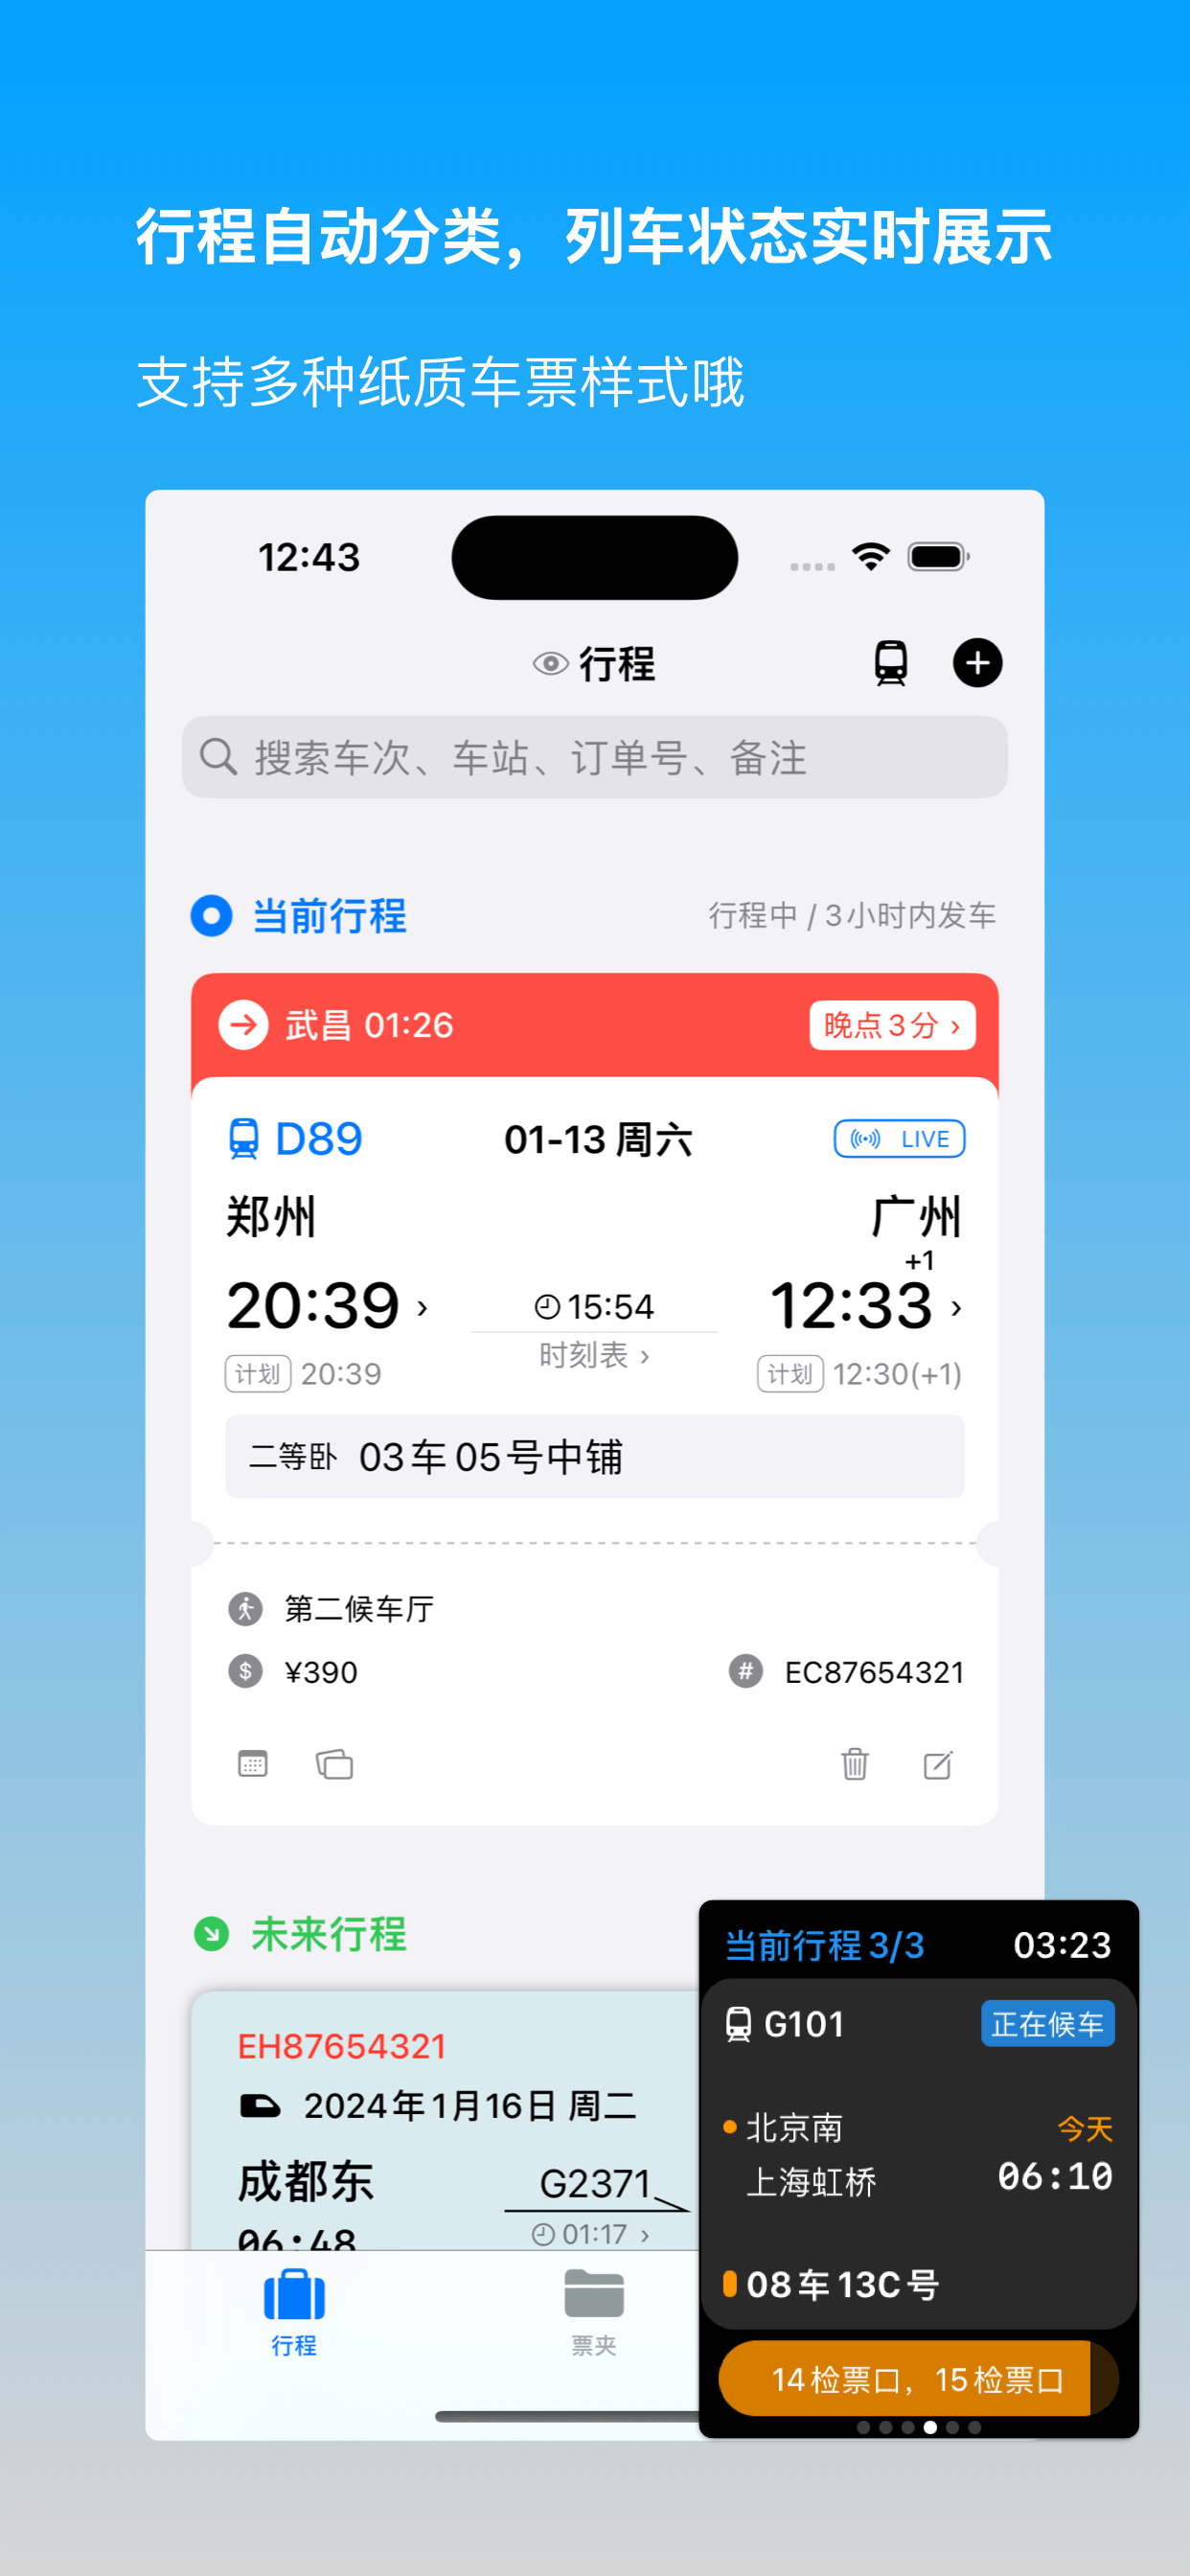 行程自动分类，列车状态实时展示
支持多种纸质车票样式哦
12:43
行程
搜索车次、车站、订单号、备注
当前行程
行程中 / 3小时内发车
武昌 01:26
晚点3分 ›
D89
01-13 周六
LIVE
郑州
广州
+1
20:39 ›
15:54
12:33 ›
时刻表 ›
计划 20:39
计划 12:30(+1)
二等卧 03车05号中铺
第二候车厅
¥390
# EC87654321
未来行程
EH87654321
2024年1月16日 周二
成都东
G2371
06:48
01:17 ›
行程
票夹
当前行程 3/3
03:23
G101
正在候车
北京南
今天
上海虹桥
06:10
08车13C号
14检票口，15检票口